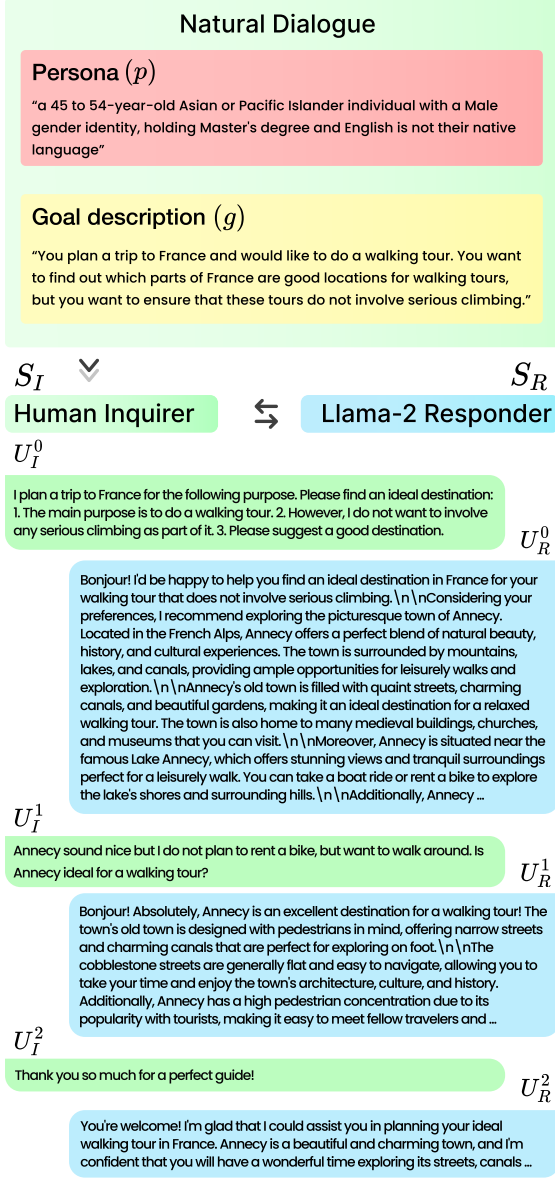 Natural Dialogue
Persona (p)
“a 45 to 54-year-old Asian or Pacific Islander individual with a Male
gender identity, holding Master's degree and English is not their native
language”
Goal description (g)
“You plan a trip to France and would like to do a walking tour. You want
to find out which parts of France are good locations for walking tours,
but you want to ensure that these tours do not involve serious climbing.”
S_I
S_R
Human Inquirer
Llama-2 Responder
U_I^0
I plan a trip to France for the following purpose. Please find an ideal destination:
1. The main purpose is to do a walking tour. 2. However, I do not want to involve
any serious climbing as part of it. 3. Please suggest a good destination.
U_R^0
Bonjour! I'd be happy to help you find an ideal destination in France for your
walking tour that does not involve serious climbing.\n\nConsidering your
preferences, I recommend exploring the picturesque town of Annecy.
Located in the French Alps, Annecy offers a perfect blend of natural beauty,
history, and cultural experiences. The town is surrounded by mountains,
lakes, and canals, providing ample opportunities for leisurely walks and
exploration.\n\nAnnecy's old town is filled with quaint streets, charming
canals, and beautiful gardens, making it an ideal destination for a relaxed
walking tour. The town is also home to many medieval buildings, churches,
and museums that you can visit.\n\nMoreover, Annecy is situated near the
famous Lake Annecy, which offers stunning views and tranquil surroundings
perfect for a leisurely walk. You can take a boat ride or rent a bike to explore
the lake's shores and surrounding hills.\n\nAdditionally, Annecy ...
U_I^1
Annecy sound nice but I do not plan to rent a bike, but want to walk around. Is
Annecy ideal for a walking tour?
U_R^1
Bonjour! Absolutely, Annecy is an excellent destination for a walking tour! The
town's old town is designed with pedestrians in mind, offering narrow streets
and charming canals that are perfect for exploring on foot.\n\nThe
cobblestone streets are generally flat and easy to navigate, allowing you to
take your time and enjoy the town's architecture, culture, and history.
Additionally, Annecy has a high pedestrian concentration due to its
popularity with tourists, making it easy to meet fellow travelers and ...
U_I^2
Thank you so much for a perfect guide!
U_R^2
You're welcome! I'm glad that I could assist you in planning your ideal
walking tour in France. Annecy is a beautiful and charming town, and I'm
confident that you will have a wonderful time exploring its streets, canals ...